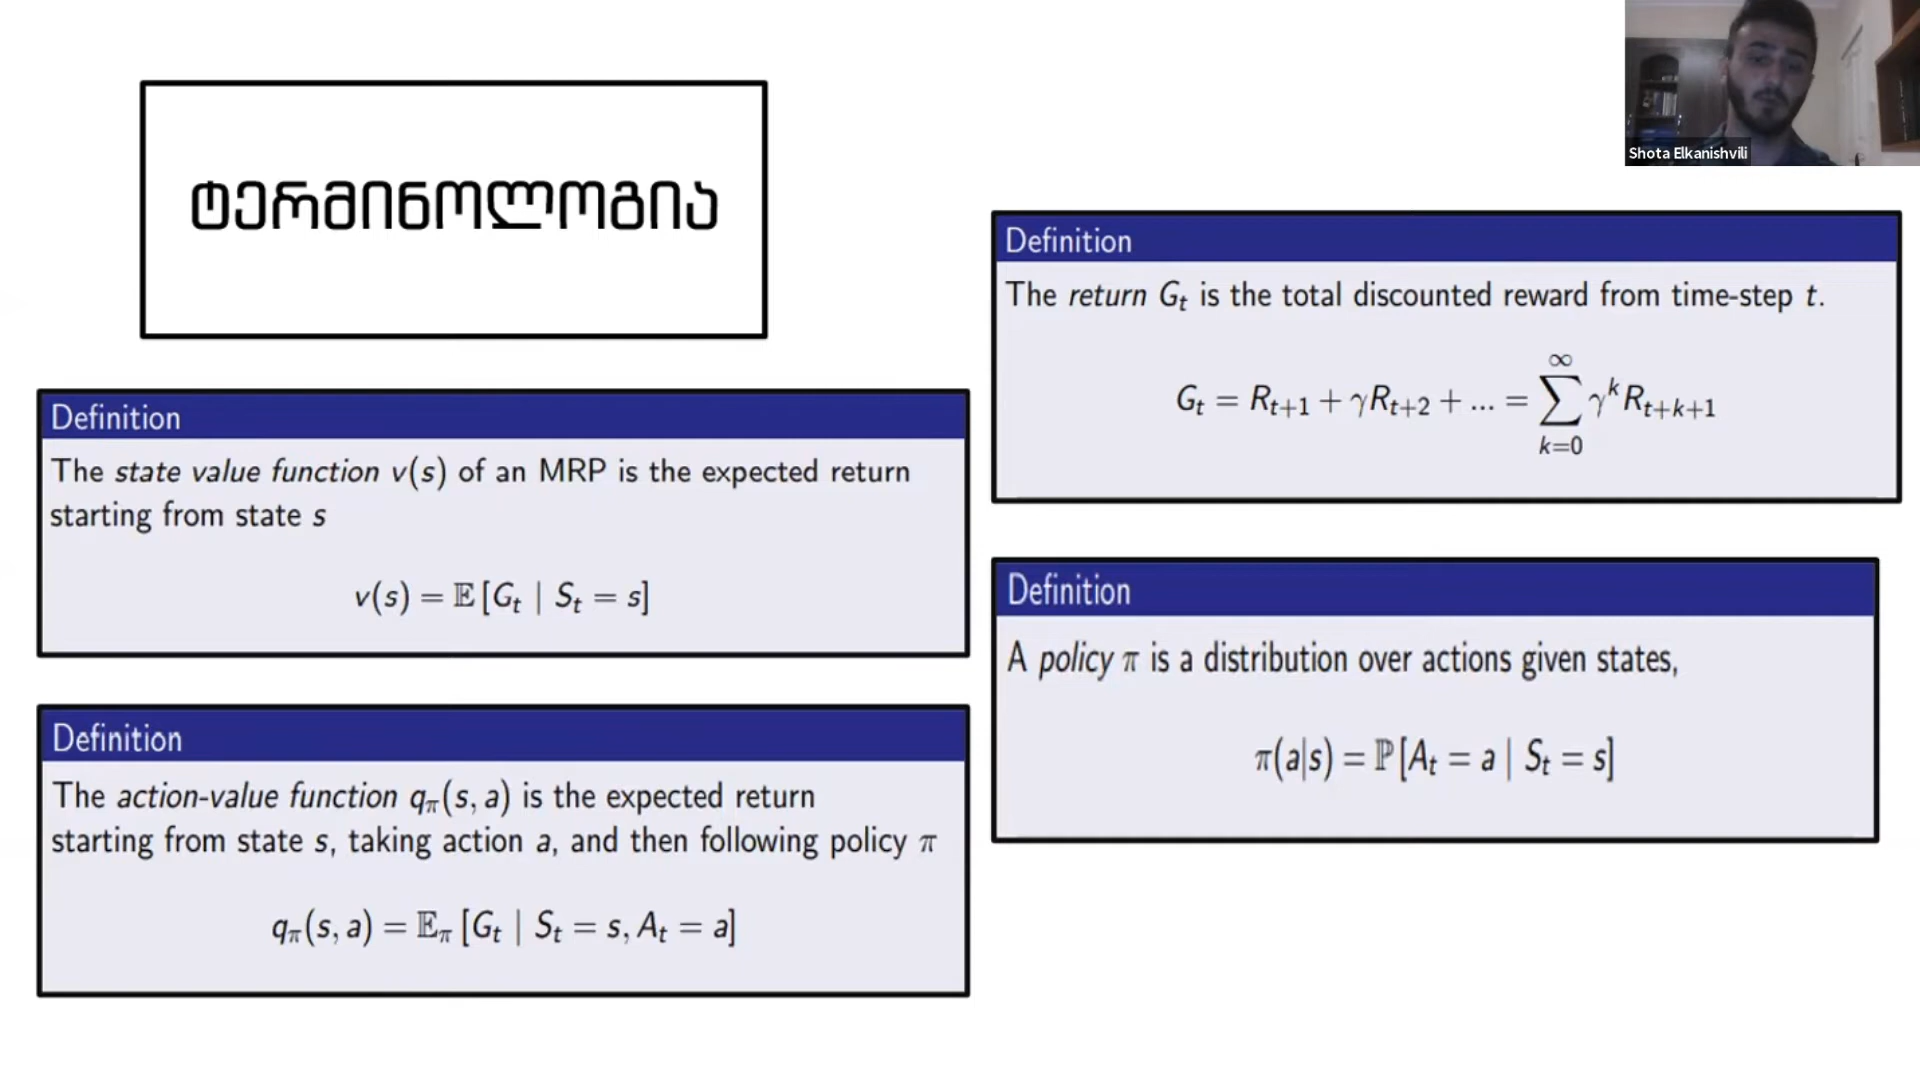 ტერმინოლოგია
Shota Elkanishvili
Definition
The state value function v(s) of an MRP is the expected return
starting from state s
v(s) = 𝔼 [G_t | S_t = s]
Definition
The action-value function q_π(s, a) is the expected return
starting from state s, taking action a, and then following policy π
q_π(s, a) = 𝔼_π [G_t | S_t = s, A_t = a]
Definition
The return G_t is the total discounted reward from time-step t.
G_t = R_{t+1} + γR_{t+2} + ... = ∑_{k=0}^{∞} γ^k R_{t+k+1}
Definition
A policy π is a distribution over actions given states,
π(a|s) = ℙ [A_t = a | S_t = s]